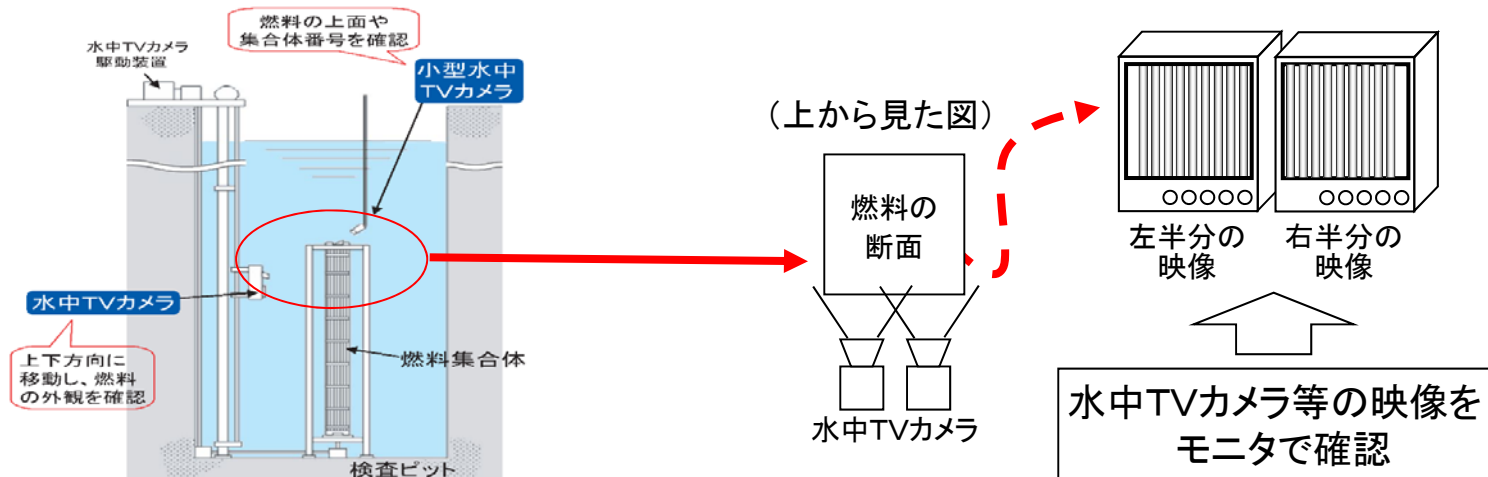 燃料の上面や
集合体番号を確認
水中TVカメラ
駆動装置
小型水中
TVカメラ
水中TVカメラ
上下方向に
移動し、燃料
の外観を確認
燃料集合体
検査ピット
（上から見た図）
燃料の
断面
水中TVカメラ
左半分の
映像
右半分の
映像
水中TVカメラ等の映像を
モニタで確認